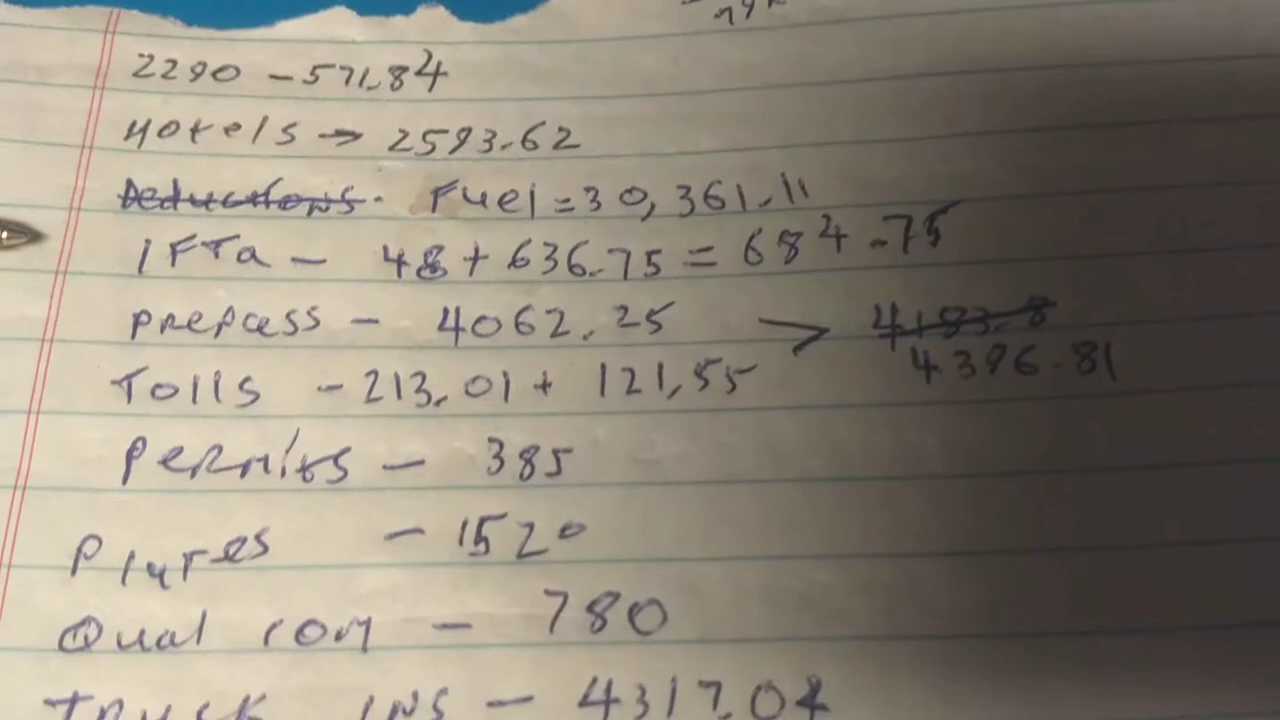 2290 - 571.84
Hotels → 2593.62
Deductions. Fuel = 30,361.11
IFTa - 48 + 636.75 = 684.75
prepass - 4062.25 > 4183.8
4396.81
Tolls - 213.01 + 121,55
permits - 385
Plates - 1520
Qual com - 780
Truck INS - 4317.04